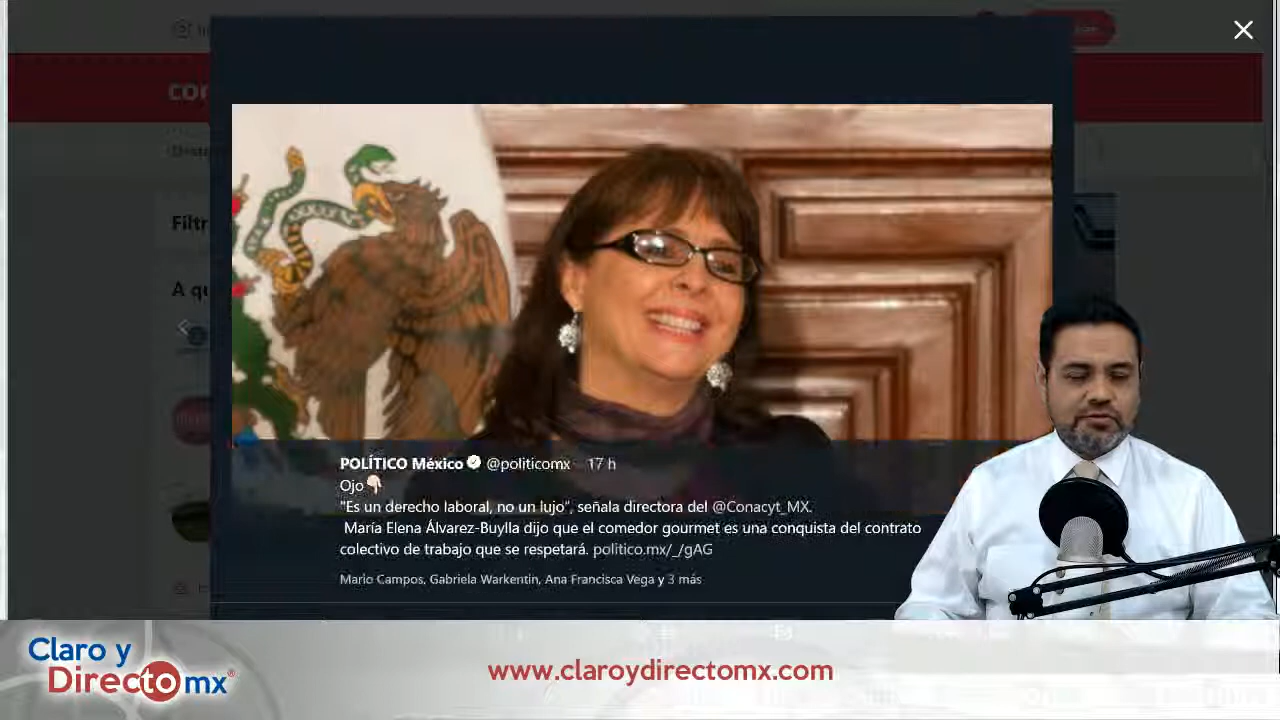 Filtr
A qu
POLÍTICO México @politicomx 17 h
Ojo
"Es un derecho laboral, no un lujo", señala directora del @Conacyt_MX.
María Elena Álvarez-Buylla dijo que el comedor gourmet es una conquista del contrato
colectivo de trabajo que se respetará. politico.mx/_/gAG
Mario Campos, Gabriela Warkentin, Ana Francisca Vega y 3 más
Claro y
Directo mx®
www.claroydirectomx.com